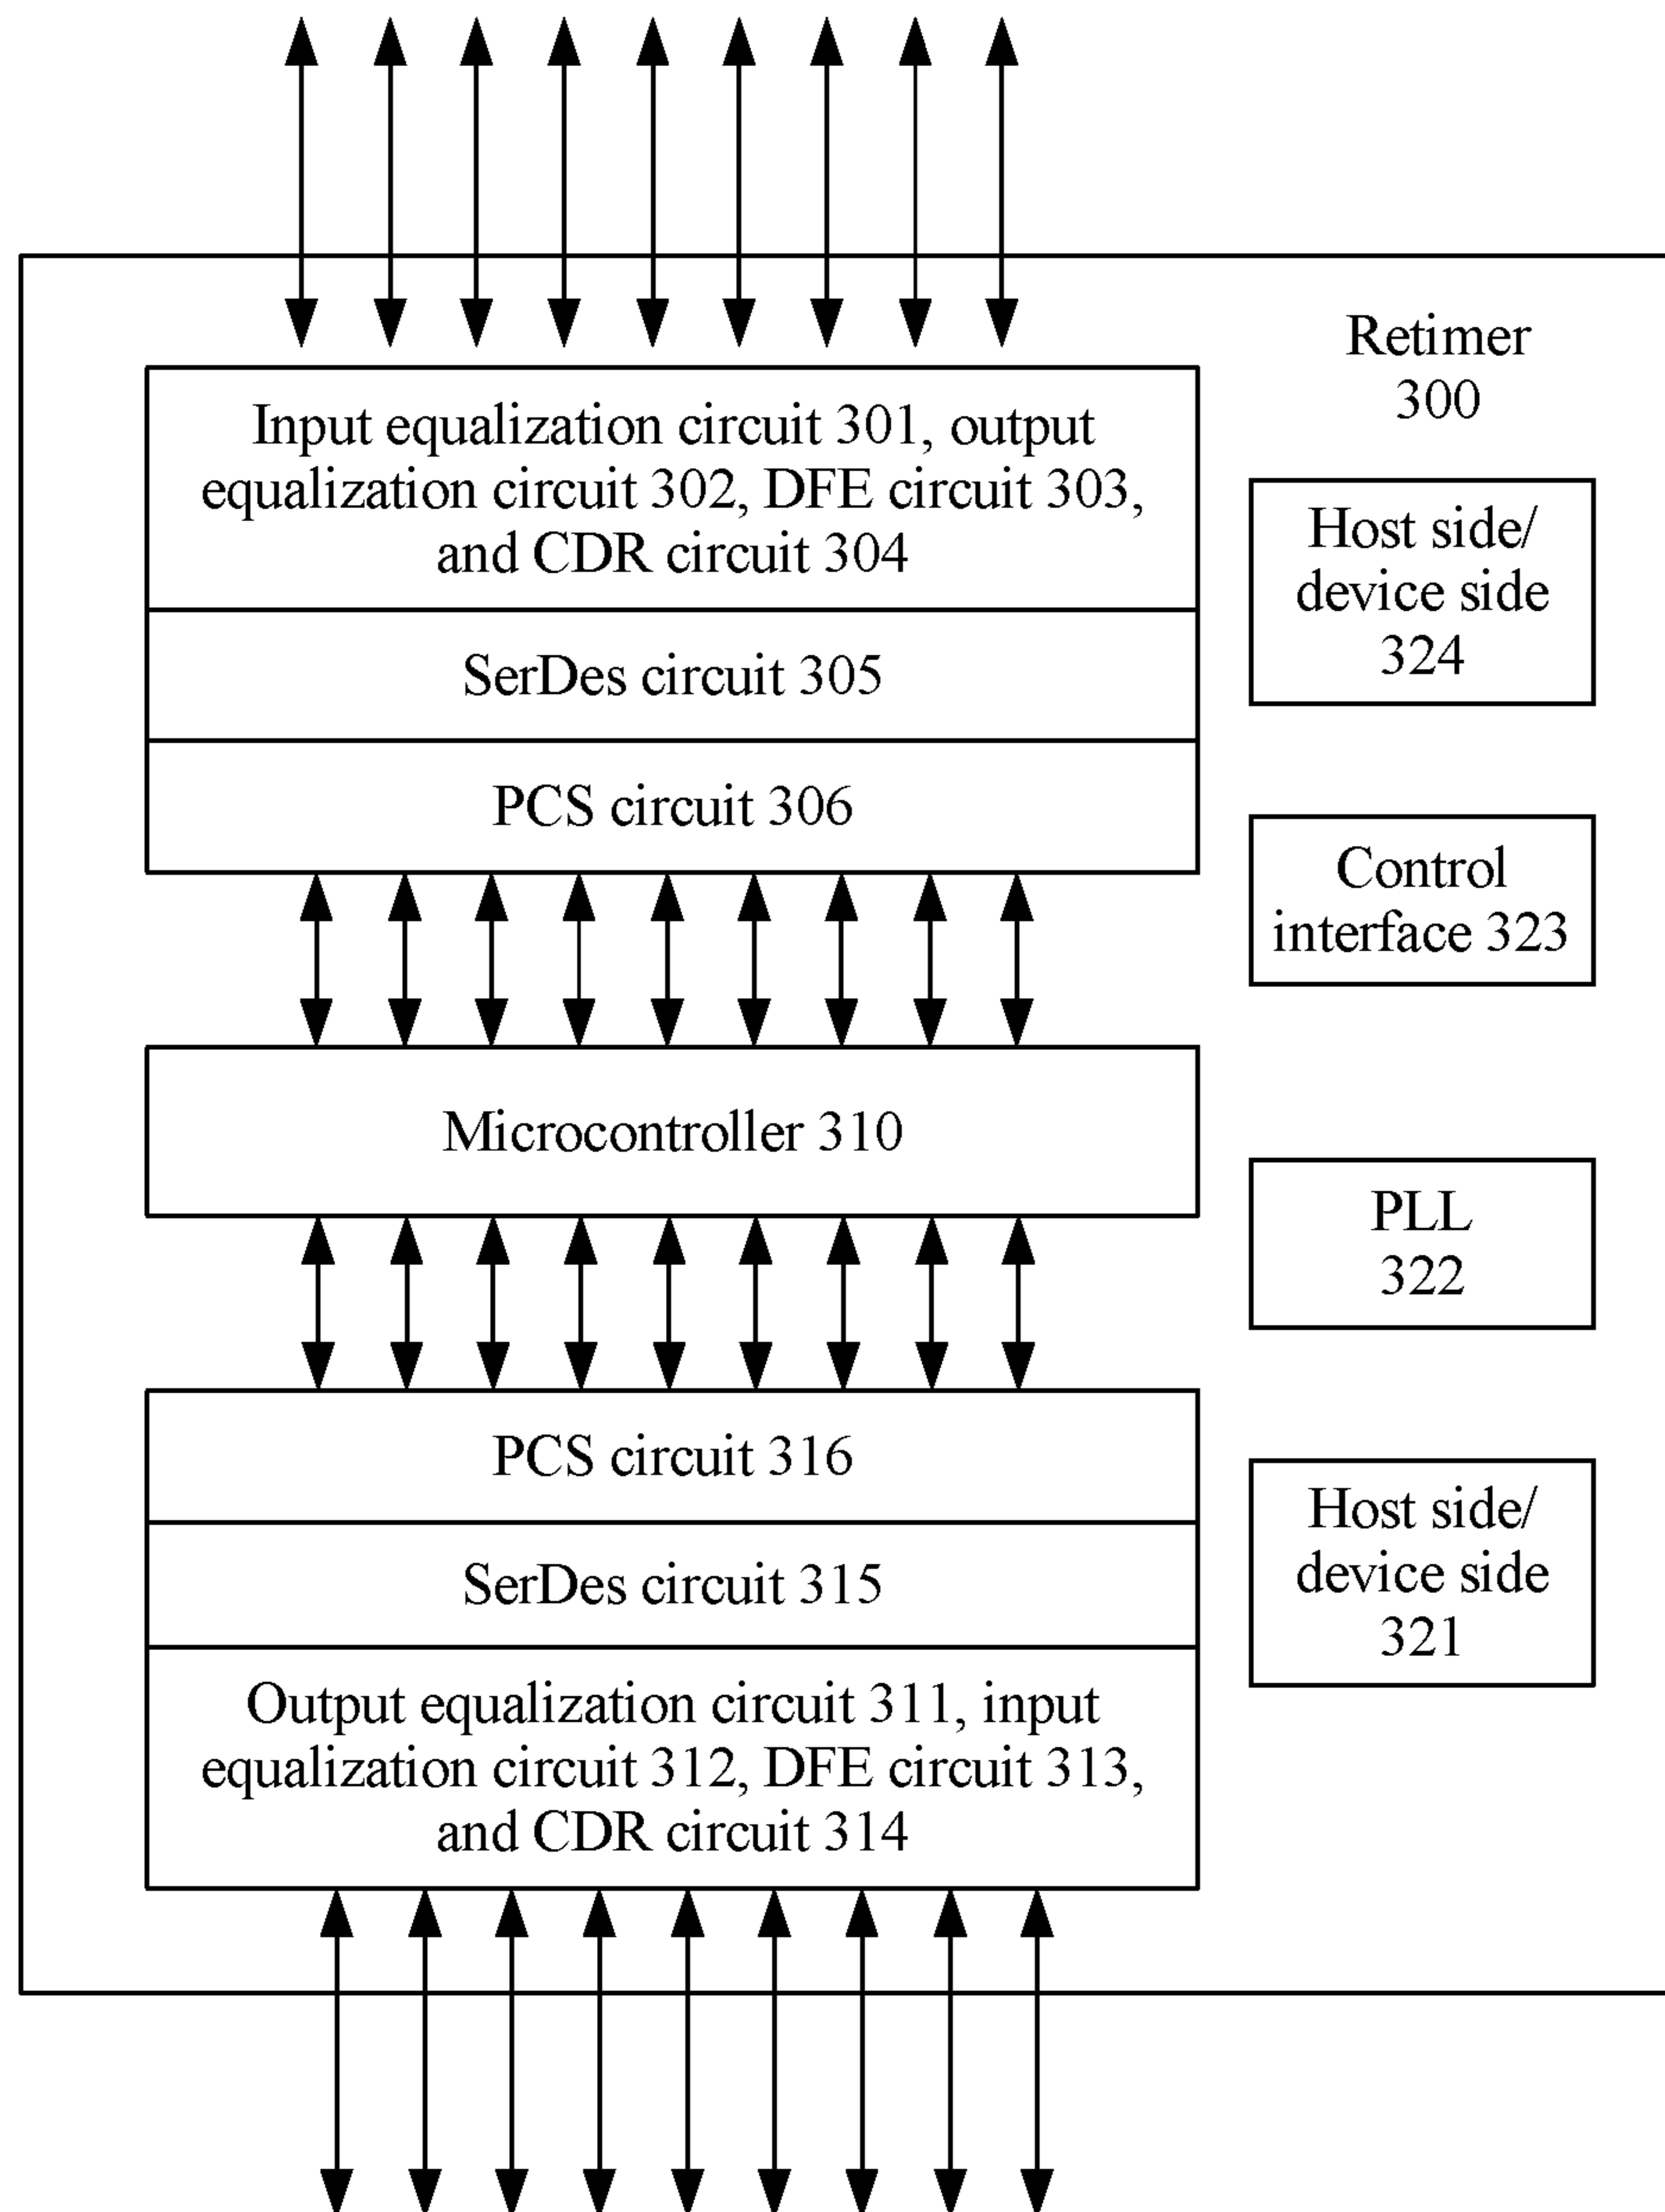 Retimer
300
Input equalization circuit 301, output
equalization circuit 302, DFE circuit 303,
and CDR circuit 304
SerDes circuit 305
PCS circuit 306
Host side/
device side
324
Control
interface 323
Microcontroller 310
PLL
322
PCS circuit 316
SerDes circuit 315
Output equalization circuit 311, input
equalization circuit 312, DFE circuit 313,
and CDR circuit 314
Host side/
device side
321